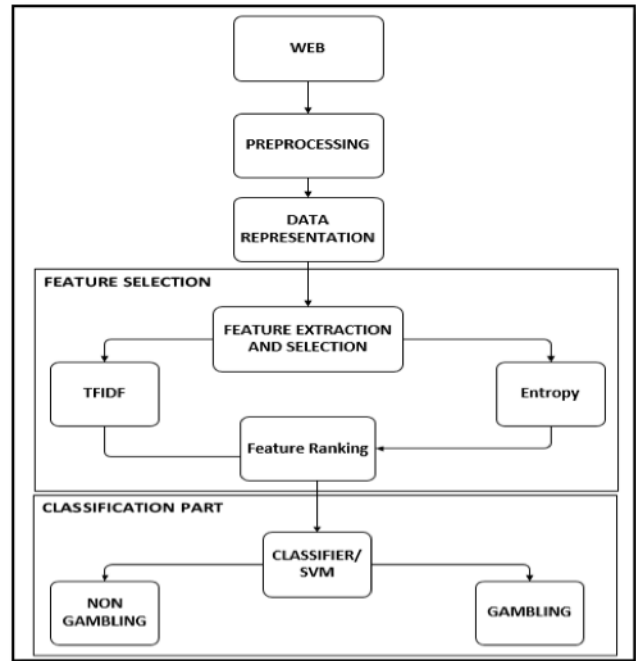 WEB
PREPROCESSING
DATA
REPRESENTATION
FEATURE SELECTION
FEATURE EXTRACTION
AND SELECTION
TFIDF
Entropy
Feature Ranking
CLASSIFICATION PART
CLASSIFIER/
SVM
NON
GAMBLING
GAMBLING